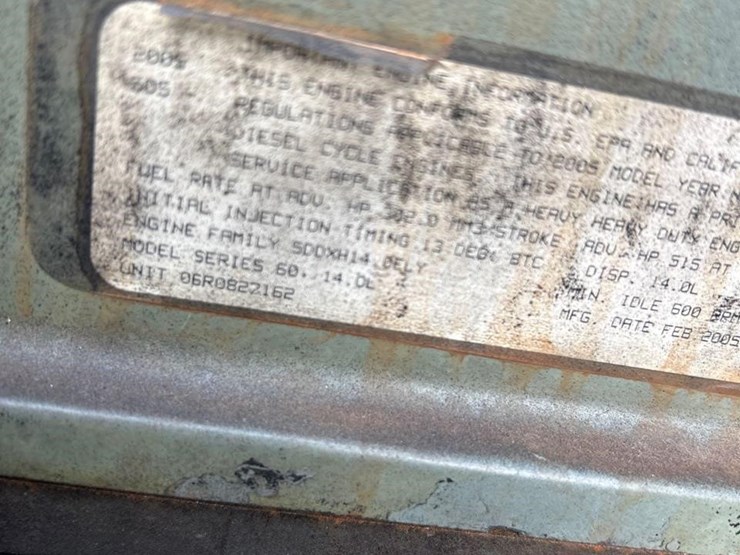 2005 IMPORTANT ENGINE INFORMATION
THIS ENGINE CONFORMS TO U.S. EPA AND CALIF
REGULATIONS APPLICABLE TO 2005 MODEL YEAR N
DIESEL CYCLE ENGINES. THIS ENGINE HAS A PRI
SERVICE APPLICATION AS A HEAVY HEAVY DUTY ENG
FUEL RATE AT ADV. HP 302.0 MM3/STROKE ADV. HP 515 AT
INITIAL INJECTION TIMING 13 DEG. BTC DISP. 14.0L
ENGINE FAMILY 5DDXH14.0ELY MIN. IDLE 600 RPM
MODEL SERIES 60, 14.0L MFG. DATE FEB 2005
UNIT 06R0822162